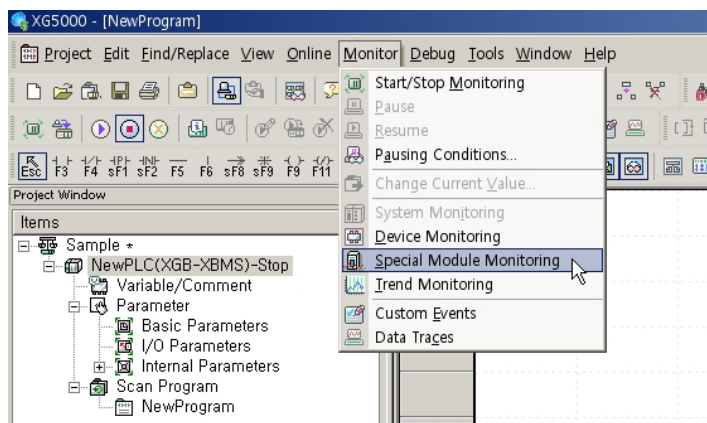 XG5000 - [NewProgram]
Project Edit Find/Replace View Online Monitor Debug Tools Window Help
Start/Stop Monitoring
Pause
Resume
Pausing Conditions...
Change Current Value...
System Monitoring
Device Monitoring
Special Module Monitoring
Trend Monitoring
Custom Events
Data Traces
Esc F3 F4 sF1 sF2 F5 F6 sF8 sF9 F9 F11
Project Window
Items
Sample *
NewPLC(XGB-XBMS)-Stop
Variable/Comment
Parameter
Basic Parameters
I/O Parameters
Internal Parameters
Scan Program
NewProgram